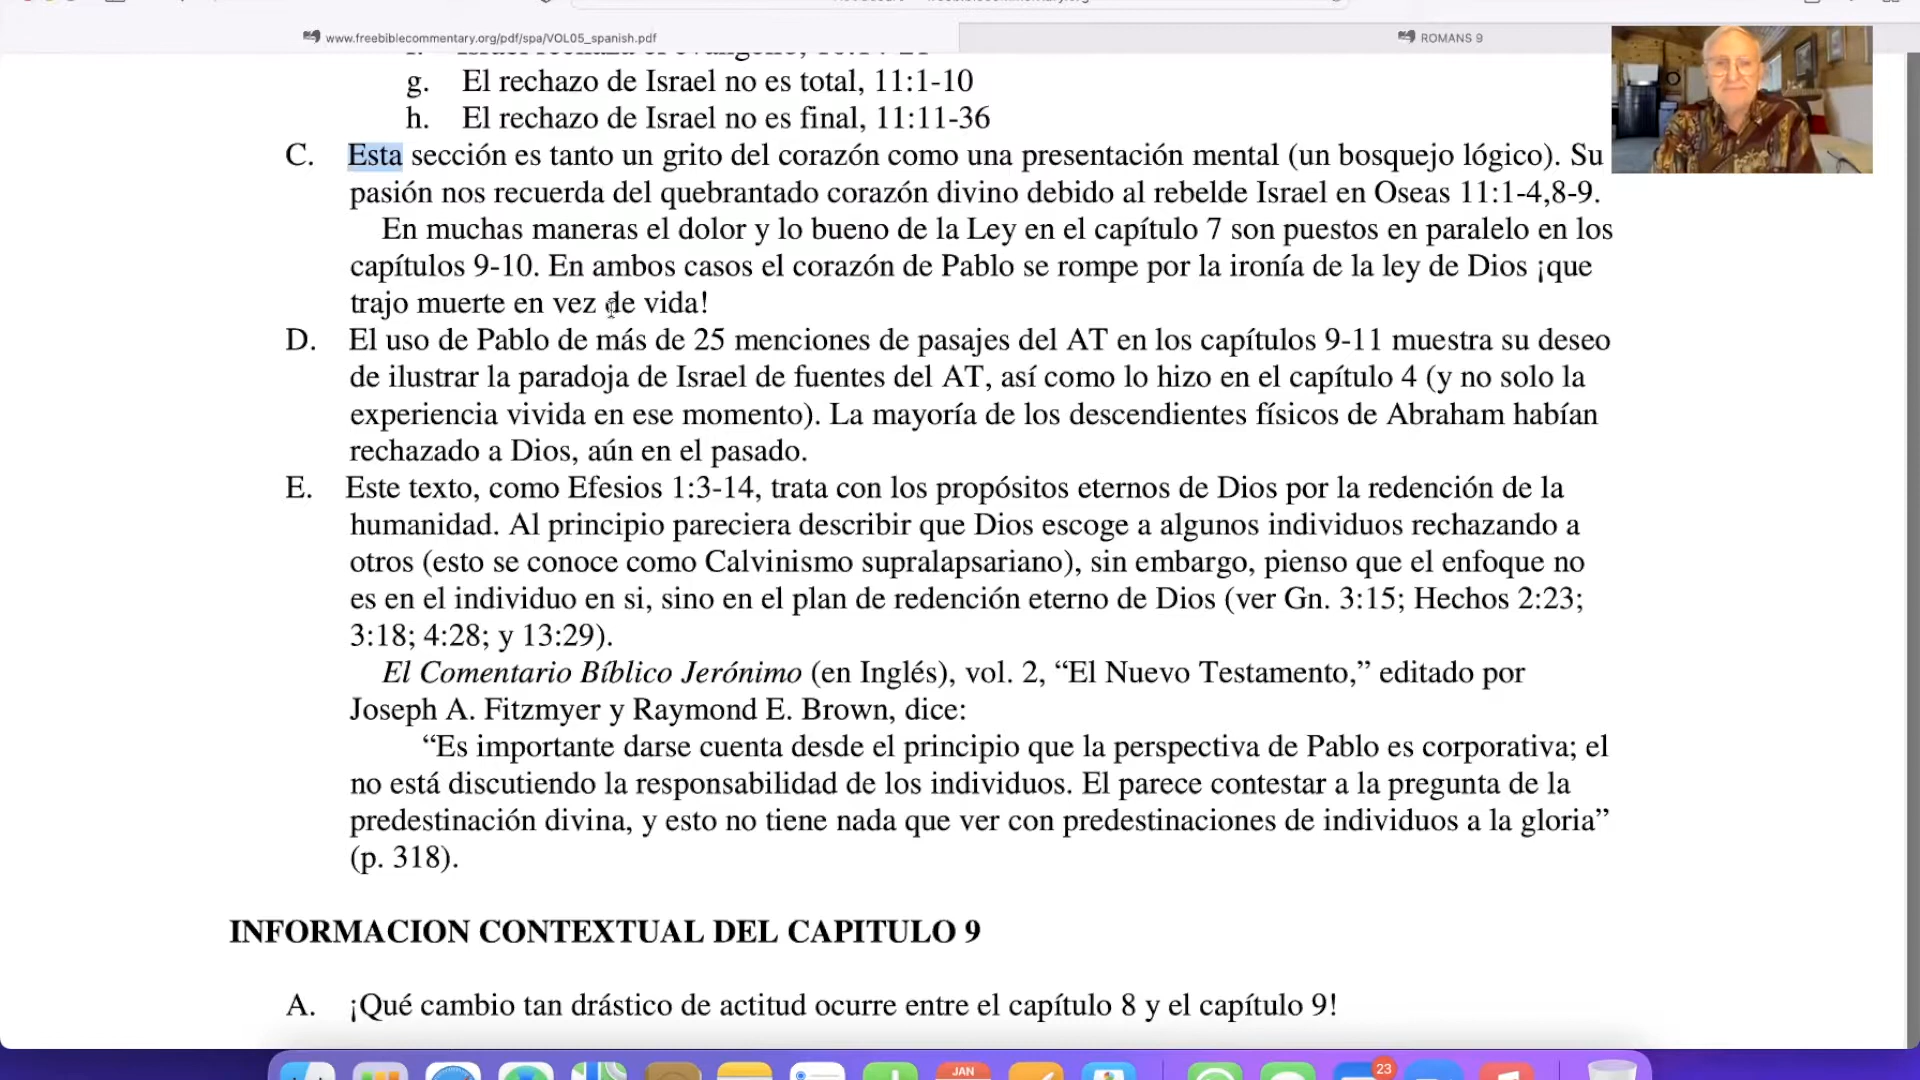 www.freebiblecommentary.org/pdf/spa/VOL05_spanish.pdf
ROMANS 9
g. El rechazo de Israel no es total, 11:1-10
h. El rechazo de Israel no es final, 11:11-36
C. Esta sección es tanto un grito del corazón como una presentación mental (un bosquejo lógico). Su
pasión nos recuerda del quebrantado corazón divino debido al rebelde Israel en Oseas 11:1-4,8-9.
En muchas maneras el dolor y lo bueno de la Ley en el capítulo 7 son puestos en paralelo en los
capítulos 9-10. En ambos casos el corazón de Pablo se rompe por la ironía de la ley de Dios ¡que
trajo muerte en vez de vida!
D. El uso de Pablo de más de 25 menciones de pasajes del AT en los capítulos 9-11 muestra su deseo
de ilustrar la paradoja de Israel de fuentes del AT, así como lo hizo en el capítulo 4 (y no solo la
experiencia vivida en ese momento). La mayoría de los descendientes físicos de Abraham habían
rechazado a Dios, aún en el pasado.
E. Este texto, como Efesios 1:3-14, trata con los propósitos eternos de Dios por la redención de la
humanidad. Al principio pareciera describir que Dios escoge a algunos individuos rechazando a
otros (esto se conoce como Calvinismo supralapsariano), sin embargo, pienso que el enfoque no
es en el individuo en si, sino en el plan de redención eterno de Dios (ver Gn. 3:15; Hechos 2:23;
3:18; 4:28; y 13:29).
El Comentario Bíblico Jerónimo (en Inglés), vol. 2, “El Nuevo Testamento,” editado por
Joseph A. Fitzmyer y Raymond E. Brown, dice:
“Es importante darse cuenta desde el principio que la perspectiva de Pablo es corporativa; el
no está discutiendo la responsabilidad de los individuos. El parece contestar a la pregunta de la
predestinación divina, y esto no tiene nada que ver con predestinaciones de individuos a la gloria”
(p. 318).
INFORMACION CONTEXTUAL DEL CAPITULO 9
A. ¡Qué cambio tan drástico de actitud ocurre entre el capítulo 8 y el capítulo 9!
JAN
23